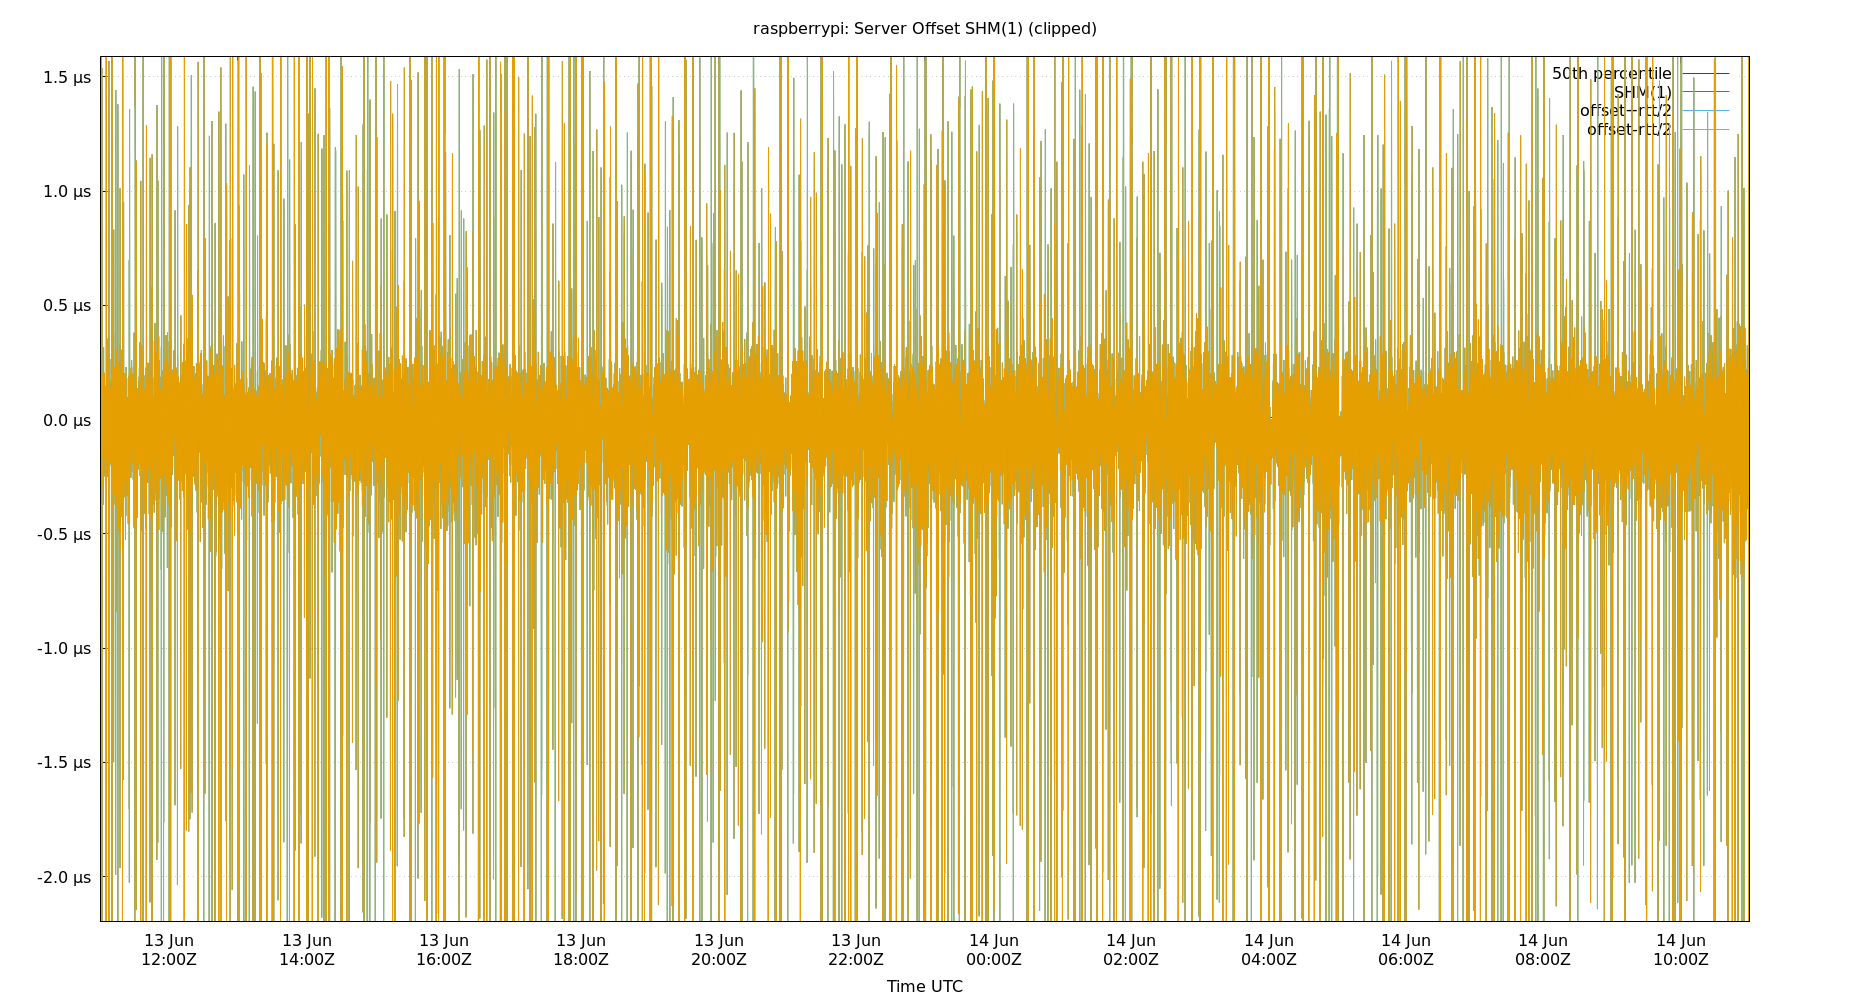 raspberrypi: Server Offset SHM(1) (clipped)
1.5 µs
1.0 µs
0.5 µs
0.0 µs
-0.5 µs
-1.0 µs
-1.5 µs
-2.0 µs
50th percentile
SHM(1)
offset-rtt/2
13 Jun 12:00Z
13 Jun 14:00Z
13 Jun 16:00Z
13 Jun 18:00Z
13 Jun 20:00Z
13 Jun 22:00Z
14 Jun 00:00Z
14 Jun 02:00Z
14 Jun 04:00Z
14 Jun 06:00Z
14 Jun 08:00Z
14 Jun 10:00Z
Time UTC